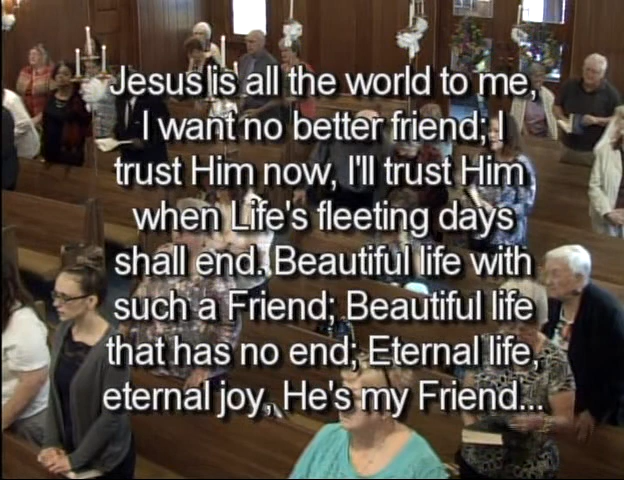 Jesus is all the world to me,
I want no better friend; I
trust Him now, I'll trust Him
when Life's fleeting days
shall end. Beautiful life with
such a Friend; Beautiful life
that has no end; Eternal life,
eternal joy, He's my Friend...